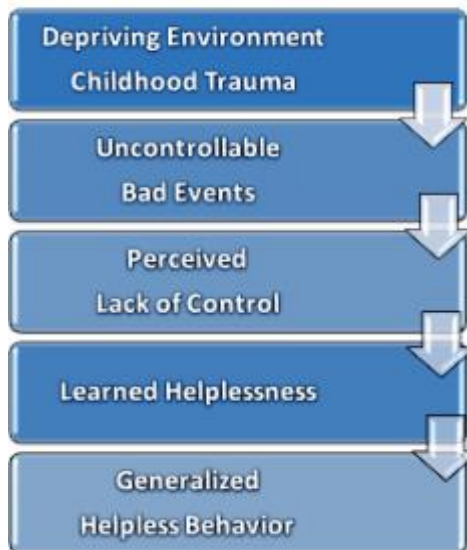 Depriving Environment
Childhood Trauma
Uncontrollable
Bad Events
Perceived
Lack of Control
Learned Helplessness
Generalized
Helpless Behavior